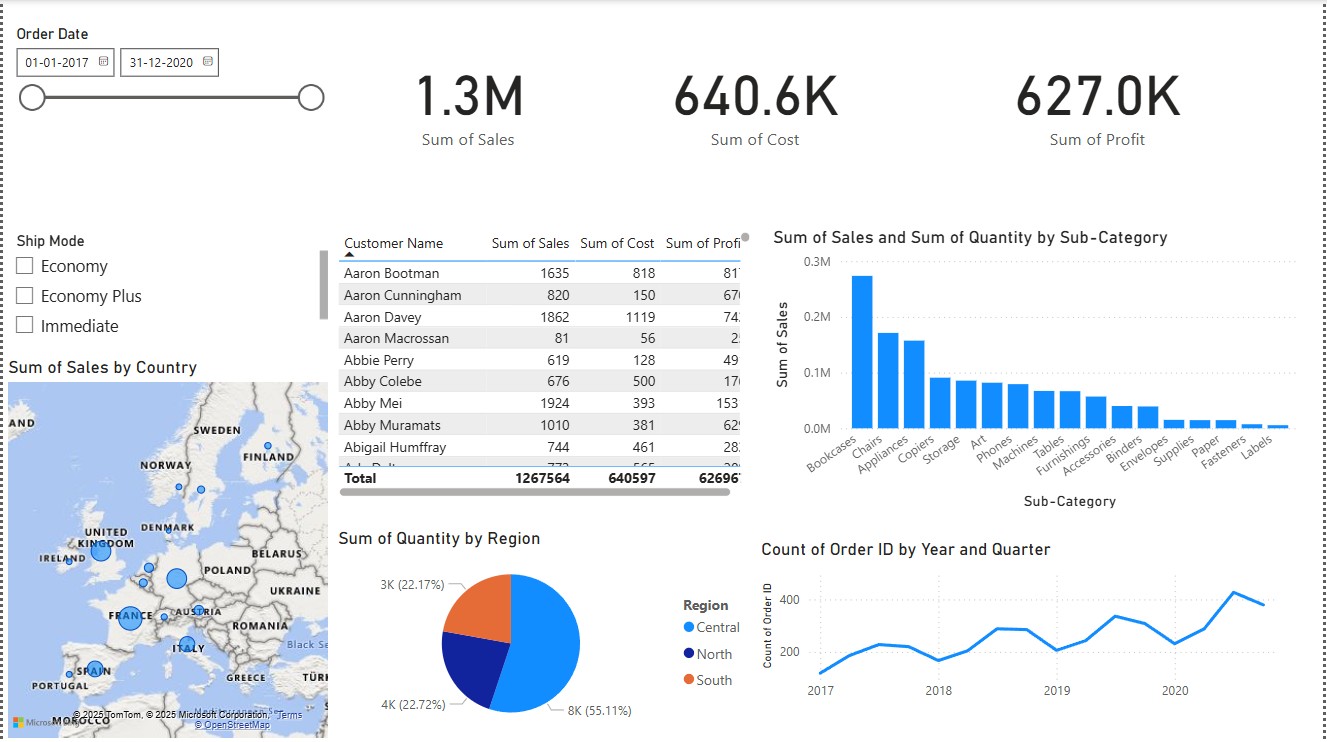 Order Date
01-01-2017 31-12-2020
1.3M
Sum of Sales
640.6K
Sum of Cost
627.0K
Sum of Profit
Ship Mode
Economy
Economy Plus
Immediate
Sum of Sales by Country
AND
SWEDEN
FINLAND
NORWAY
DENMARK
UNITED
KINGDOM
IRELAND
BELARUS
POLAND
UKRAINE
FRANCE
AUSTRIA
ROMANIA
ITALY
Black Se
SPAIN
PORTUGAL
GREECE
TÜRK
MOROCCO
© 2025 TomTom, © 2025 Microsoft Corporation, Terms
© OpenStreetMap
Customer Name Sum of Sales Sum of Cost Sum of Profi
Aaron Bootman 1635 818 817
Aaron Cunningham 820 150 670
Aaron Davey 1862 1119 742
Aaron Macrossan 81 56 2
Abbie Perry 619 128 49
Abby Colebe 676 500 170
Abby Mei 1924 393 153
Abby Muramats 1010 381 629
Abigail Humffray 744 461 28
Total 1267564 640597 62696
Sum of Sales and Sum of Quantity by Sub-Category
Sum of Sales
0.3M
0.2M
0.1M
0.0M
Bookcases
Chairs
Appliances
Copiers
Storage
Art
Phones
Machines
Tables
Furnishings
Accessories
Binders
Envelopes
Supplies
Paper
Fasteners
Labels
Sub-Category
Sum of Quantity by Region
3K (22.17%)
4K (22.72%)
8K (55.11%)
Region
Central
North
South
Count of Order ID by Year and Quarter
Count of Order ID
400
200
2017 2018 2019 2020